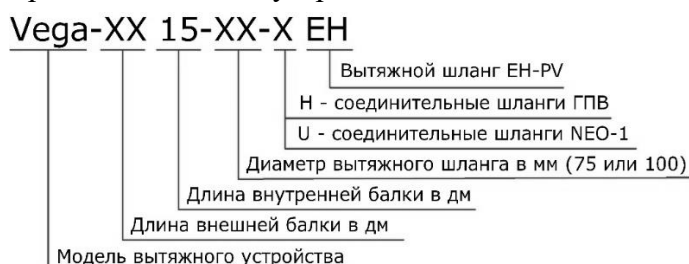 Vega-XX 15-XX-X EH
Вытяжной шланг EH-PV
H - соединительные шланги ГПВ
U - соединительные шланги NEO-1
Диаметр вытяжного шланга в мм (75 или 100)
Длина внутренней балки в дм
Длина внешней балки в дм
Модель вытяжного устройства